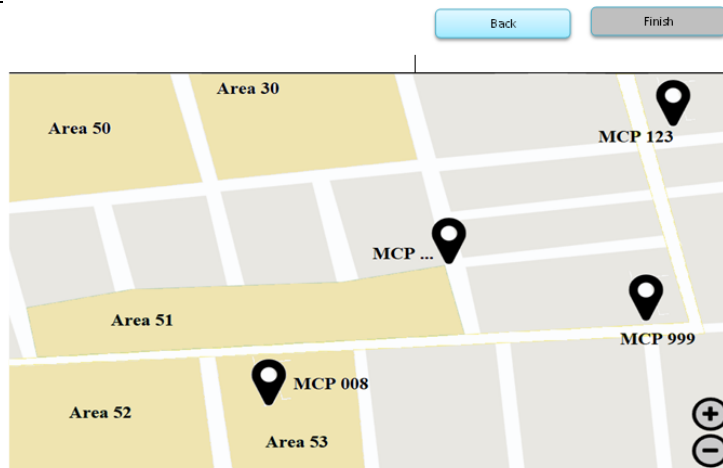 Back
Finish
Area 30
Area 50
MCP 123
MCP ...
Area 51
MCP 999
MCP 008
Area 52
Area 53